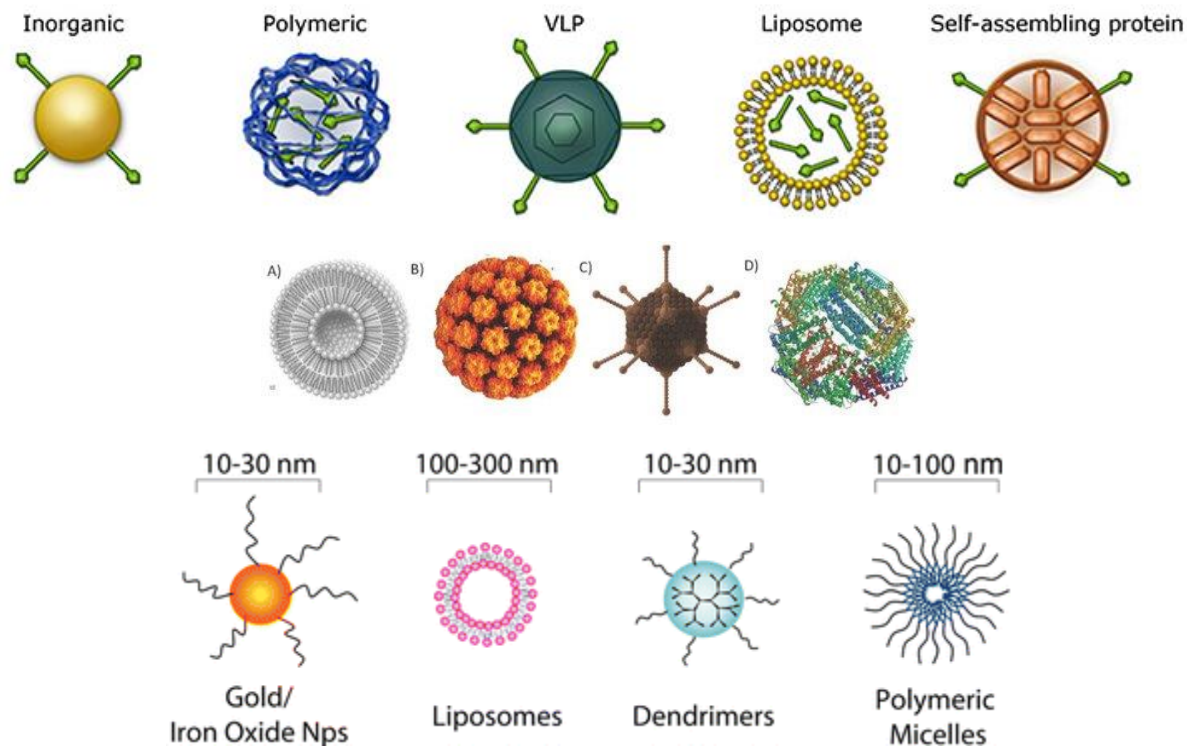 Inorganic Polymeric VLP Liposome Self-assembling protein
A) B) C) D)
10-30 nm 100-300 nm 10-30 nm 10-100 nm
Gold/
Iron Oxide Nps
Liposomes
Dendrimers
Polymeric
Micelles